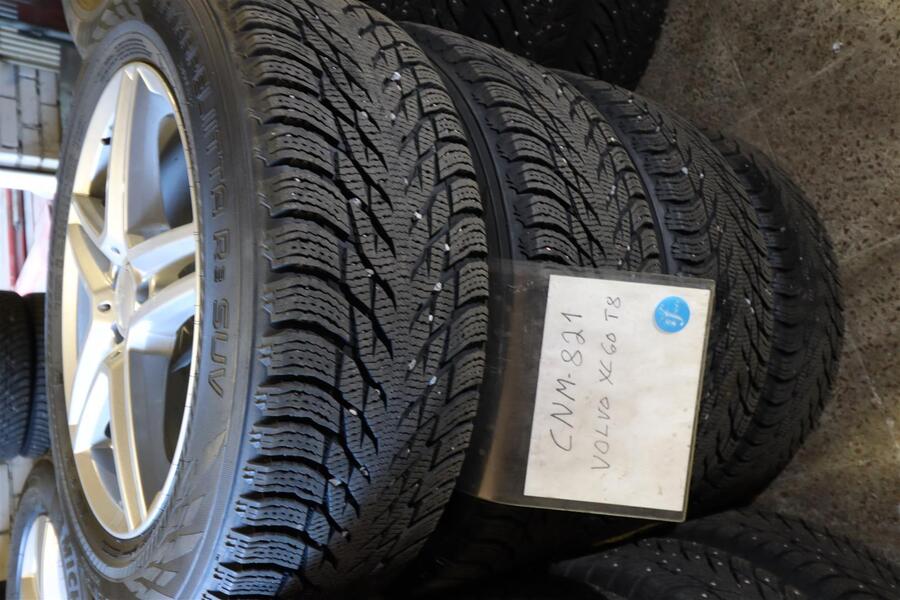 CNM-821
VOLVO XC60 T8
R3 SUV